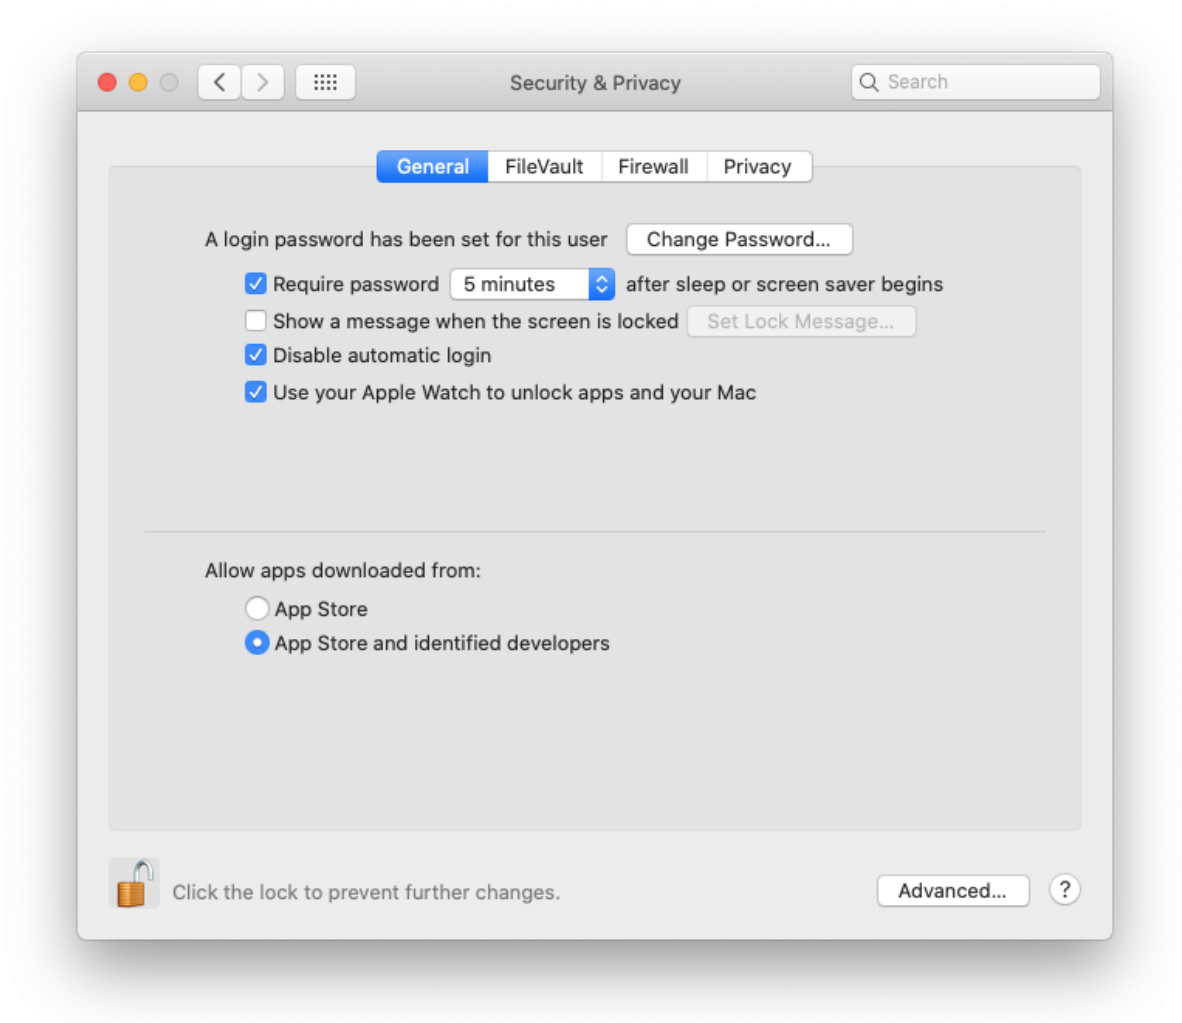 Security & Privacy
Search
General FileVault Firewall Privacy
A login password has been set for this user Change Password...
Require password 5 minutes after sleep or screen saver begins
Show a message when the screen is locked Set Lock Message...
Disable automatic login
Use your Apple Watch to unlock apps and your Mac
Allow apps downloaded from:
App Store
App Store and identified developers
Click the lock to prevent further changes.
Advanced... ?